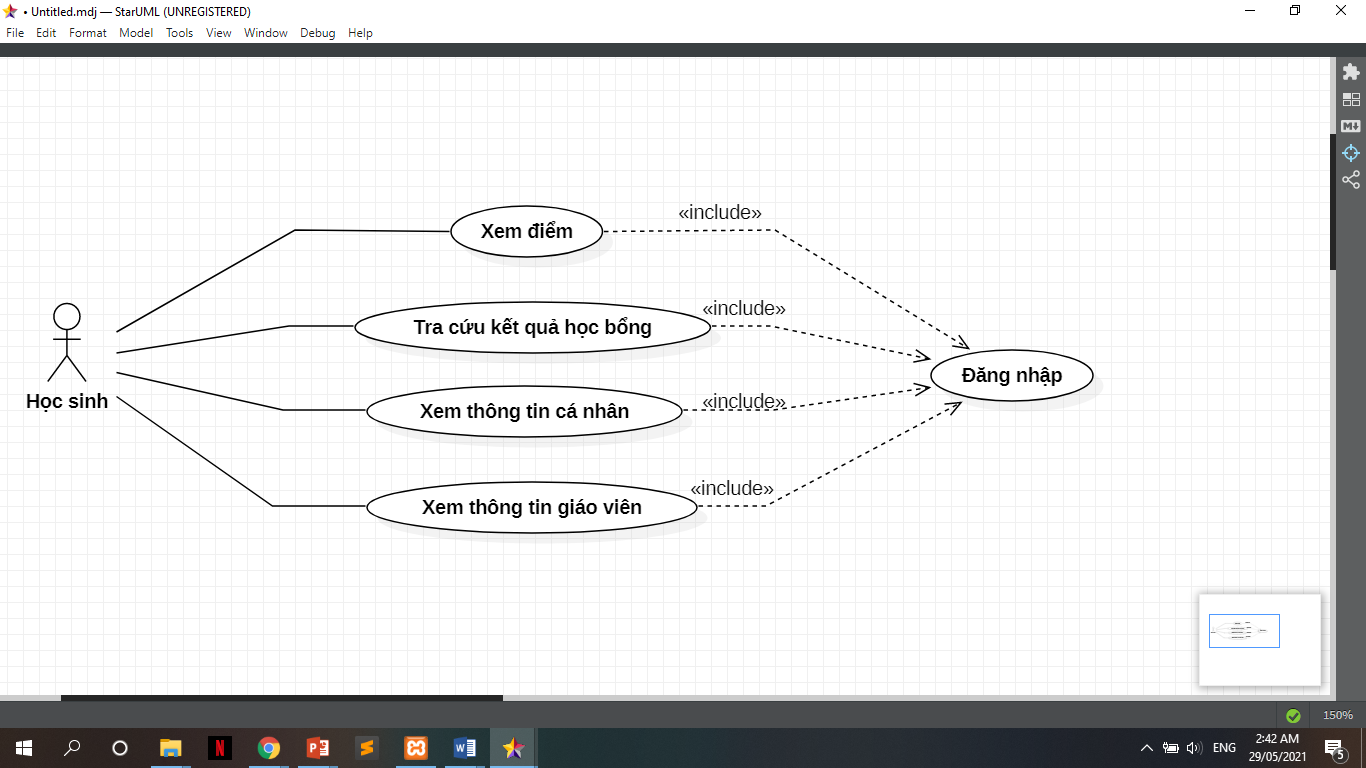 • Untitled.mdj — StarUML (UNREGISTERED)
File Edit Format Model Tools View Window Debug Help
Xem điểm
«include»
Tra cứu kết quả học bổng
«include»
Đăng nhập
Học sinh
Xem thông tin cá nhân
«include»
Xem thông tin giáo viên
«include»
150%
ENG
2:42 AM
29/05/2021
5